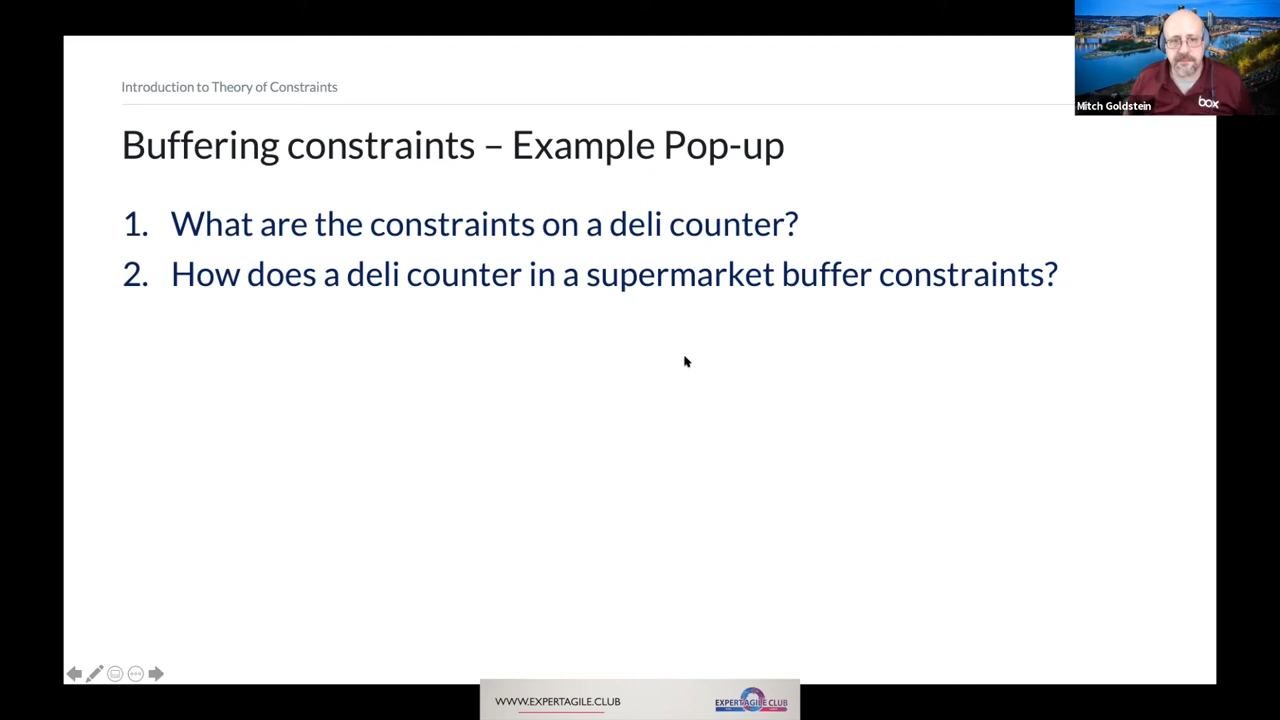 Introduction to Theory of Constraints
Buffering constraints – Example Pop-up
1. What are the constraints on a deli counter?
2. How does a deli counter in a supermarket buffer constraints?
box
Mitch Goldstein
WWW.EXPERTAGILE.CLUB
EXPERTAGILE CLUB